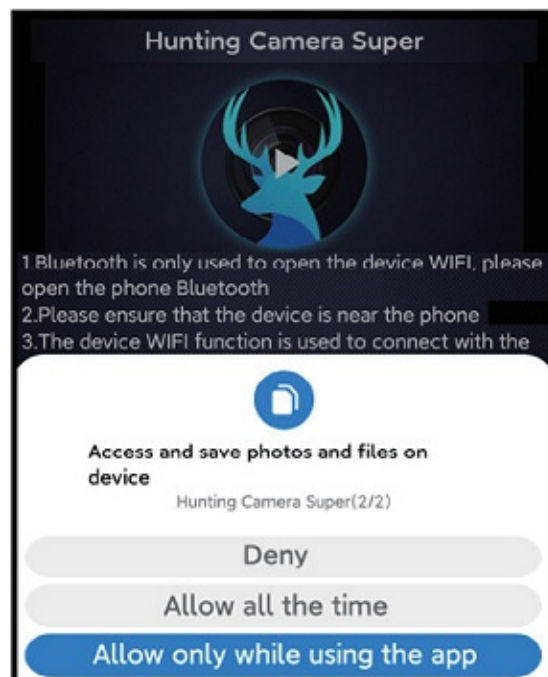 Hunting Camera Super
1.Bluetooth is only used to open the device WIFI, please
open the phone Bluetooth
2.Please ensure that the device is near the phone
3.The device WIFI function is used to connect with the
Access and save photos and files on
device
Hunting Camera Super(2/2)
Deny
Allow all the time
Allow only while using the app